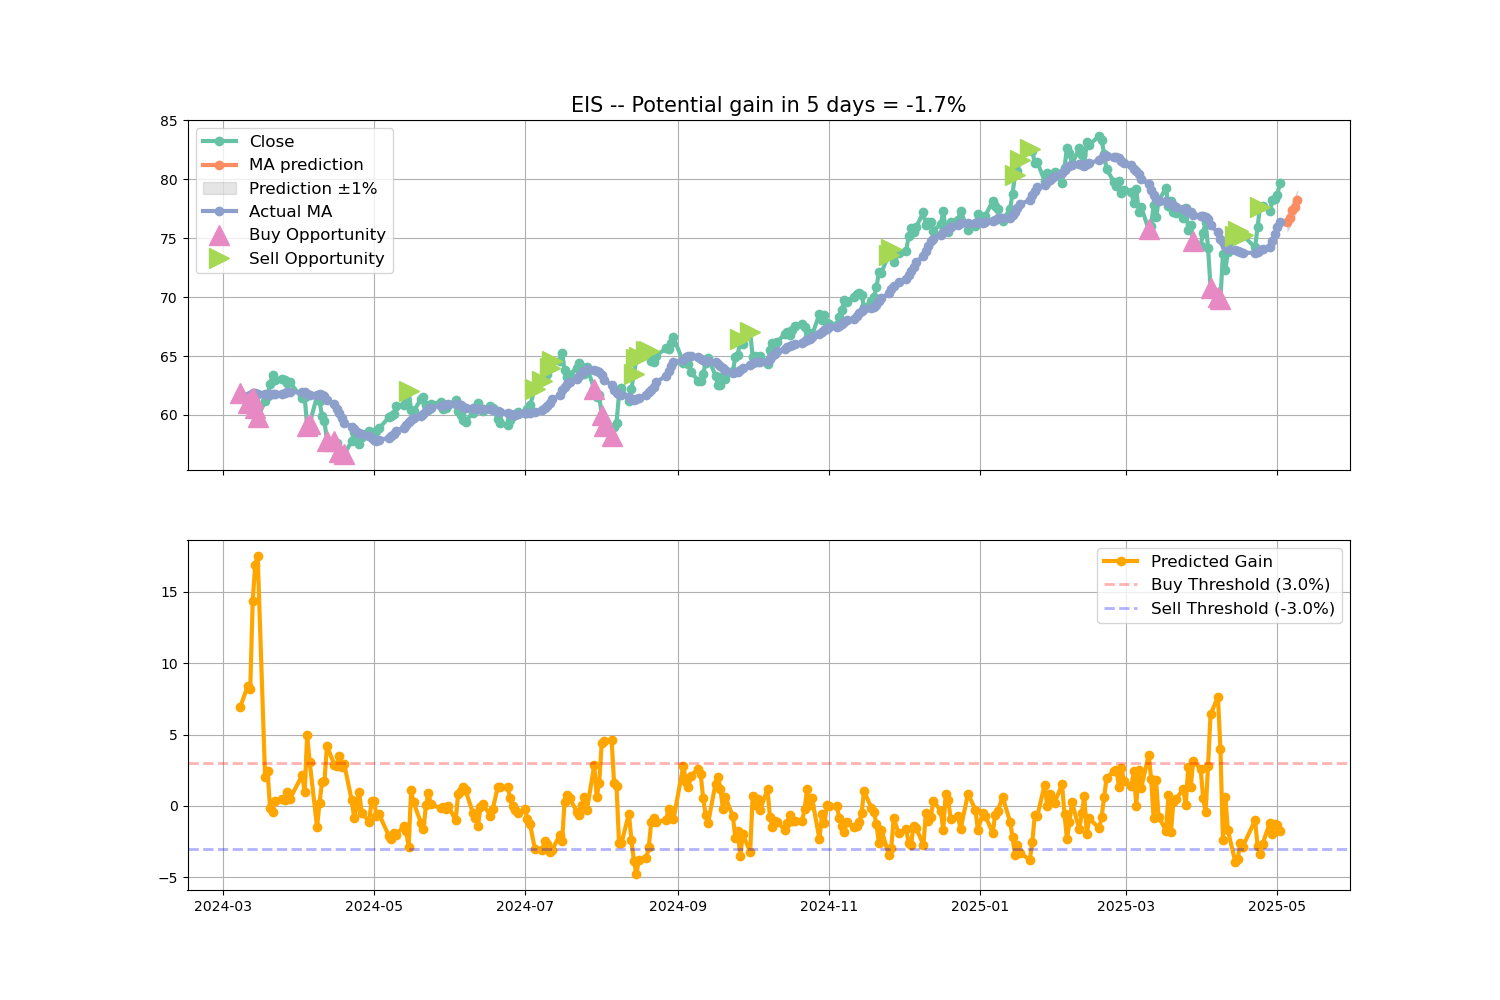 EIS -- Potential gain in 5 days = -1.7%
85
80
75
70
65
60
Close
MA prediction
Prediction ±1%
Actual MA
Buy Opportunity
Sell Opportunity
15
10
5
0
−5
Predicted Gain
Buy Threshold (3.0%)
Sell Threshold (-3.0%)
2024-03
2024-05
2024-07
2024-09
2024-11
2025-01
2025-03
2025-05